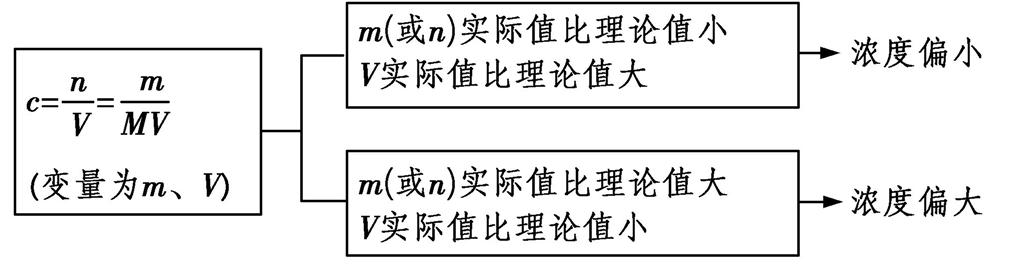 c=n/V=m/MV
(变量为m、V)
m(或n)实际值比理论值小
V实际值比理论值大
浓度偏小
m(或n)实际值比理论值大
V实际值比理论值小
浓度偏大